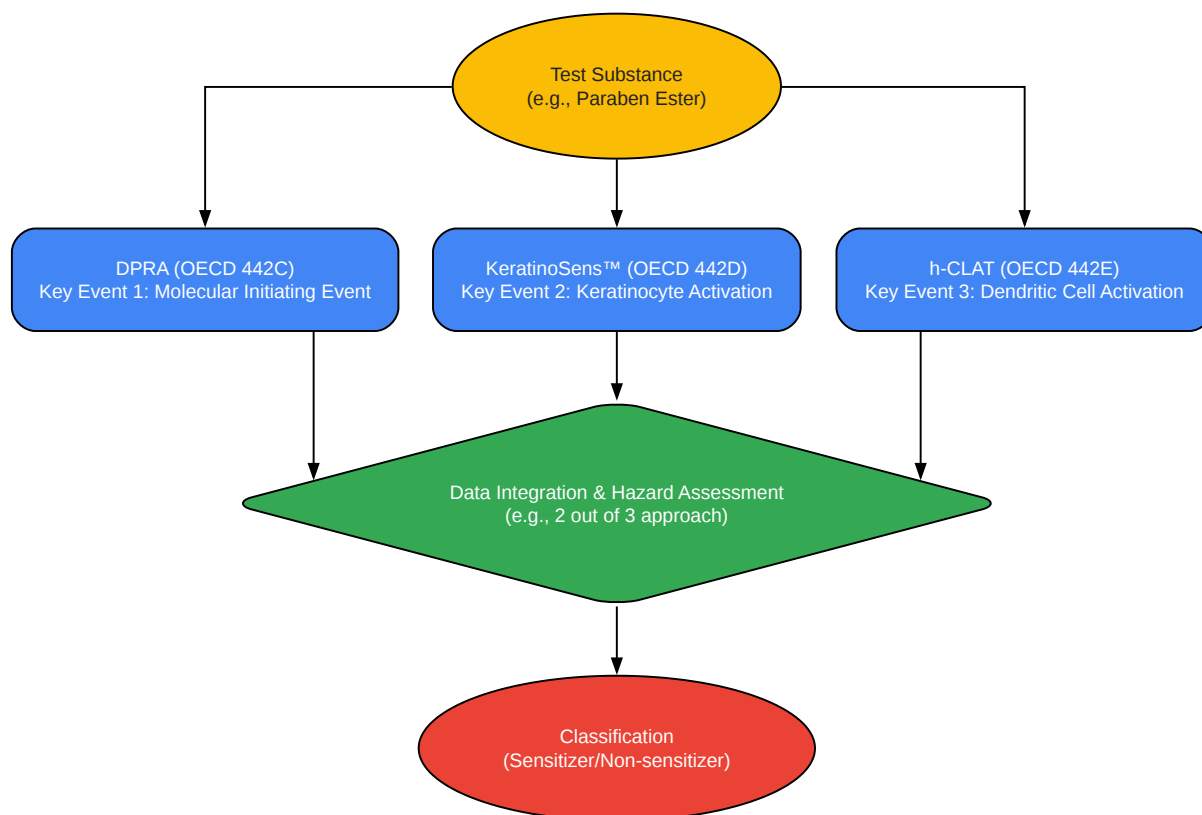 Test Substance
(e.g., Paraben Ester)
DPRA (OECD 442C)
Key Event 1: Molecular Initiating Event
KeratinoSens™ (OECD 442D)
Key Event 2: Keratinocyte Activation
h-CLAT (OECD 442E)
Key Event 3: Dendritic Cell Activation
Data Integration & Hazard Assessment
(e.g., 2 out of 3 approach)
Classification
(Sensitizer/Non-sensitizer)